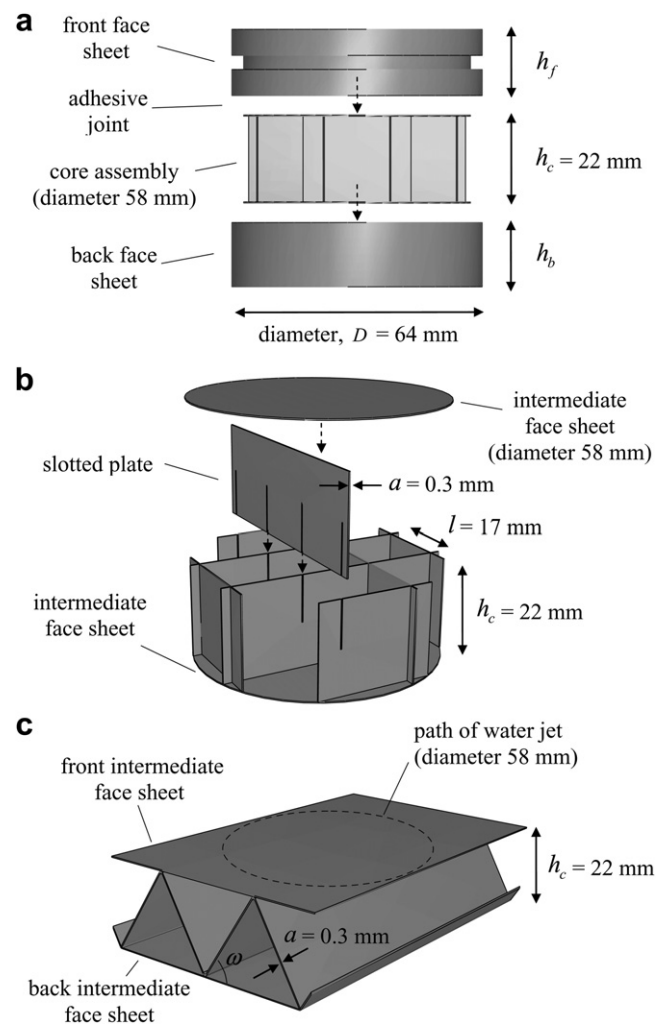 a
front face
sheet
h_f
adhesive
joint
core assembly
(diameter 58 mm)
h_c = 22 mm
back face
sheet
h_b
diameter, D = 64 mm
b
intermediate
face sheet
(diameter 58 mm)
slotted plate
a = 0.3 mm
l = 17 mm
intermediate
face sheet
h_c = 22 mm
c
path of water jet
(diameter 58 mm)
front intermediate
face sheet
h_c = 22 mm
a = 0.3 mm
ω
back intermediate
face sheet